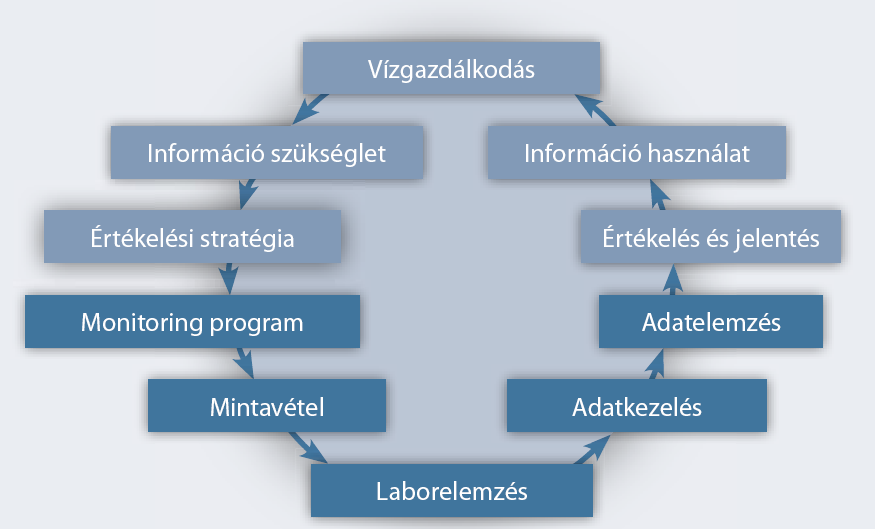 Vízgazdálkodás
Információ szükséglet
Információ használat
Értékelési stratégia
Értékelés és jelentés
Monitoring program
Adatelemzés
Mintavétel
Adatkezelés
Laborelemzés